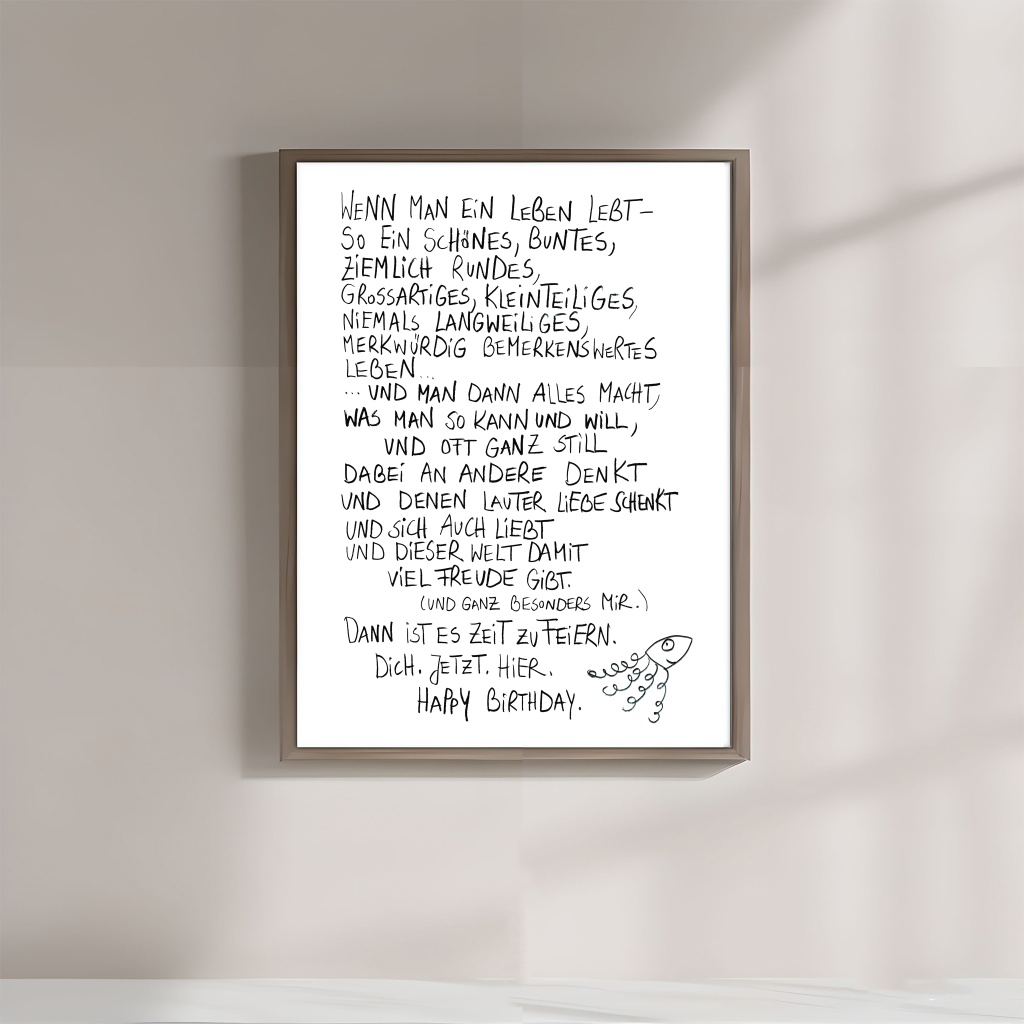 WENN MAN EIN LEBEN LEBT –
SO EIN SCHÖNES, BUNTES,
ZIEMLICH RUNDES,
GROSSARTIGES, KLEINTEILIGES,
NIEMALS LANGWEILIGES,
MERKWÜRDIG BEMERKENSWERTES
LEBEN...
... UND MAN DANN ALLES MACHT,
WAS MAN SO KANN UND WILL,
UND OFT GANZ STILL
DABEI AN ANDERE DENKT
UND DENEN LAUTER LIEBE SCHENKT
UND SICH AUCH LIEBT
UND DIESER WELT DAMIT
VIEL FREUDE GIBT.
(UND GANZ BESONDERS MIR.)
DANN IST ES ZEIT ZU FEIERN.
DICH. JETZT. HIER.
HAPPY BIRTHDAY.